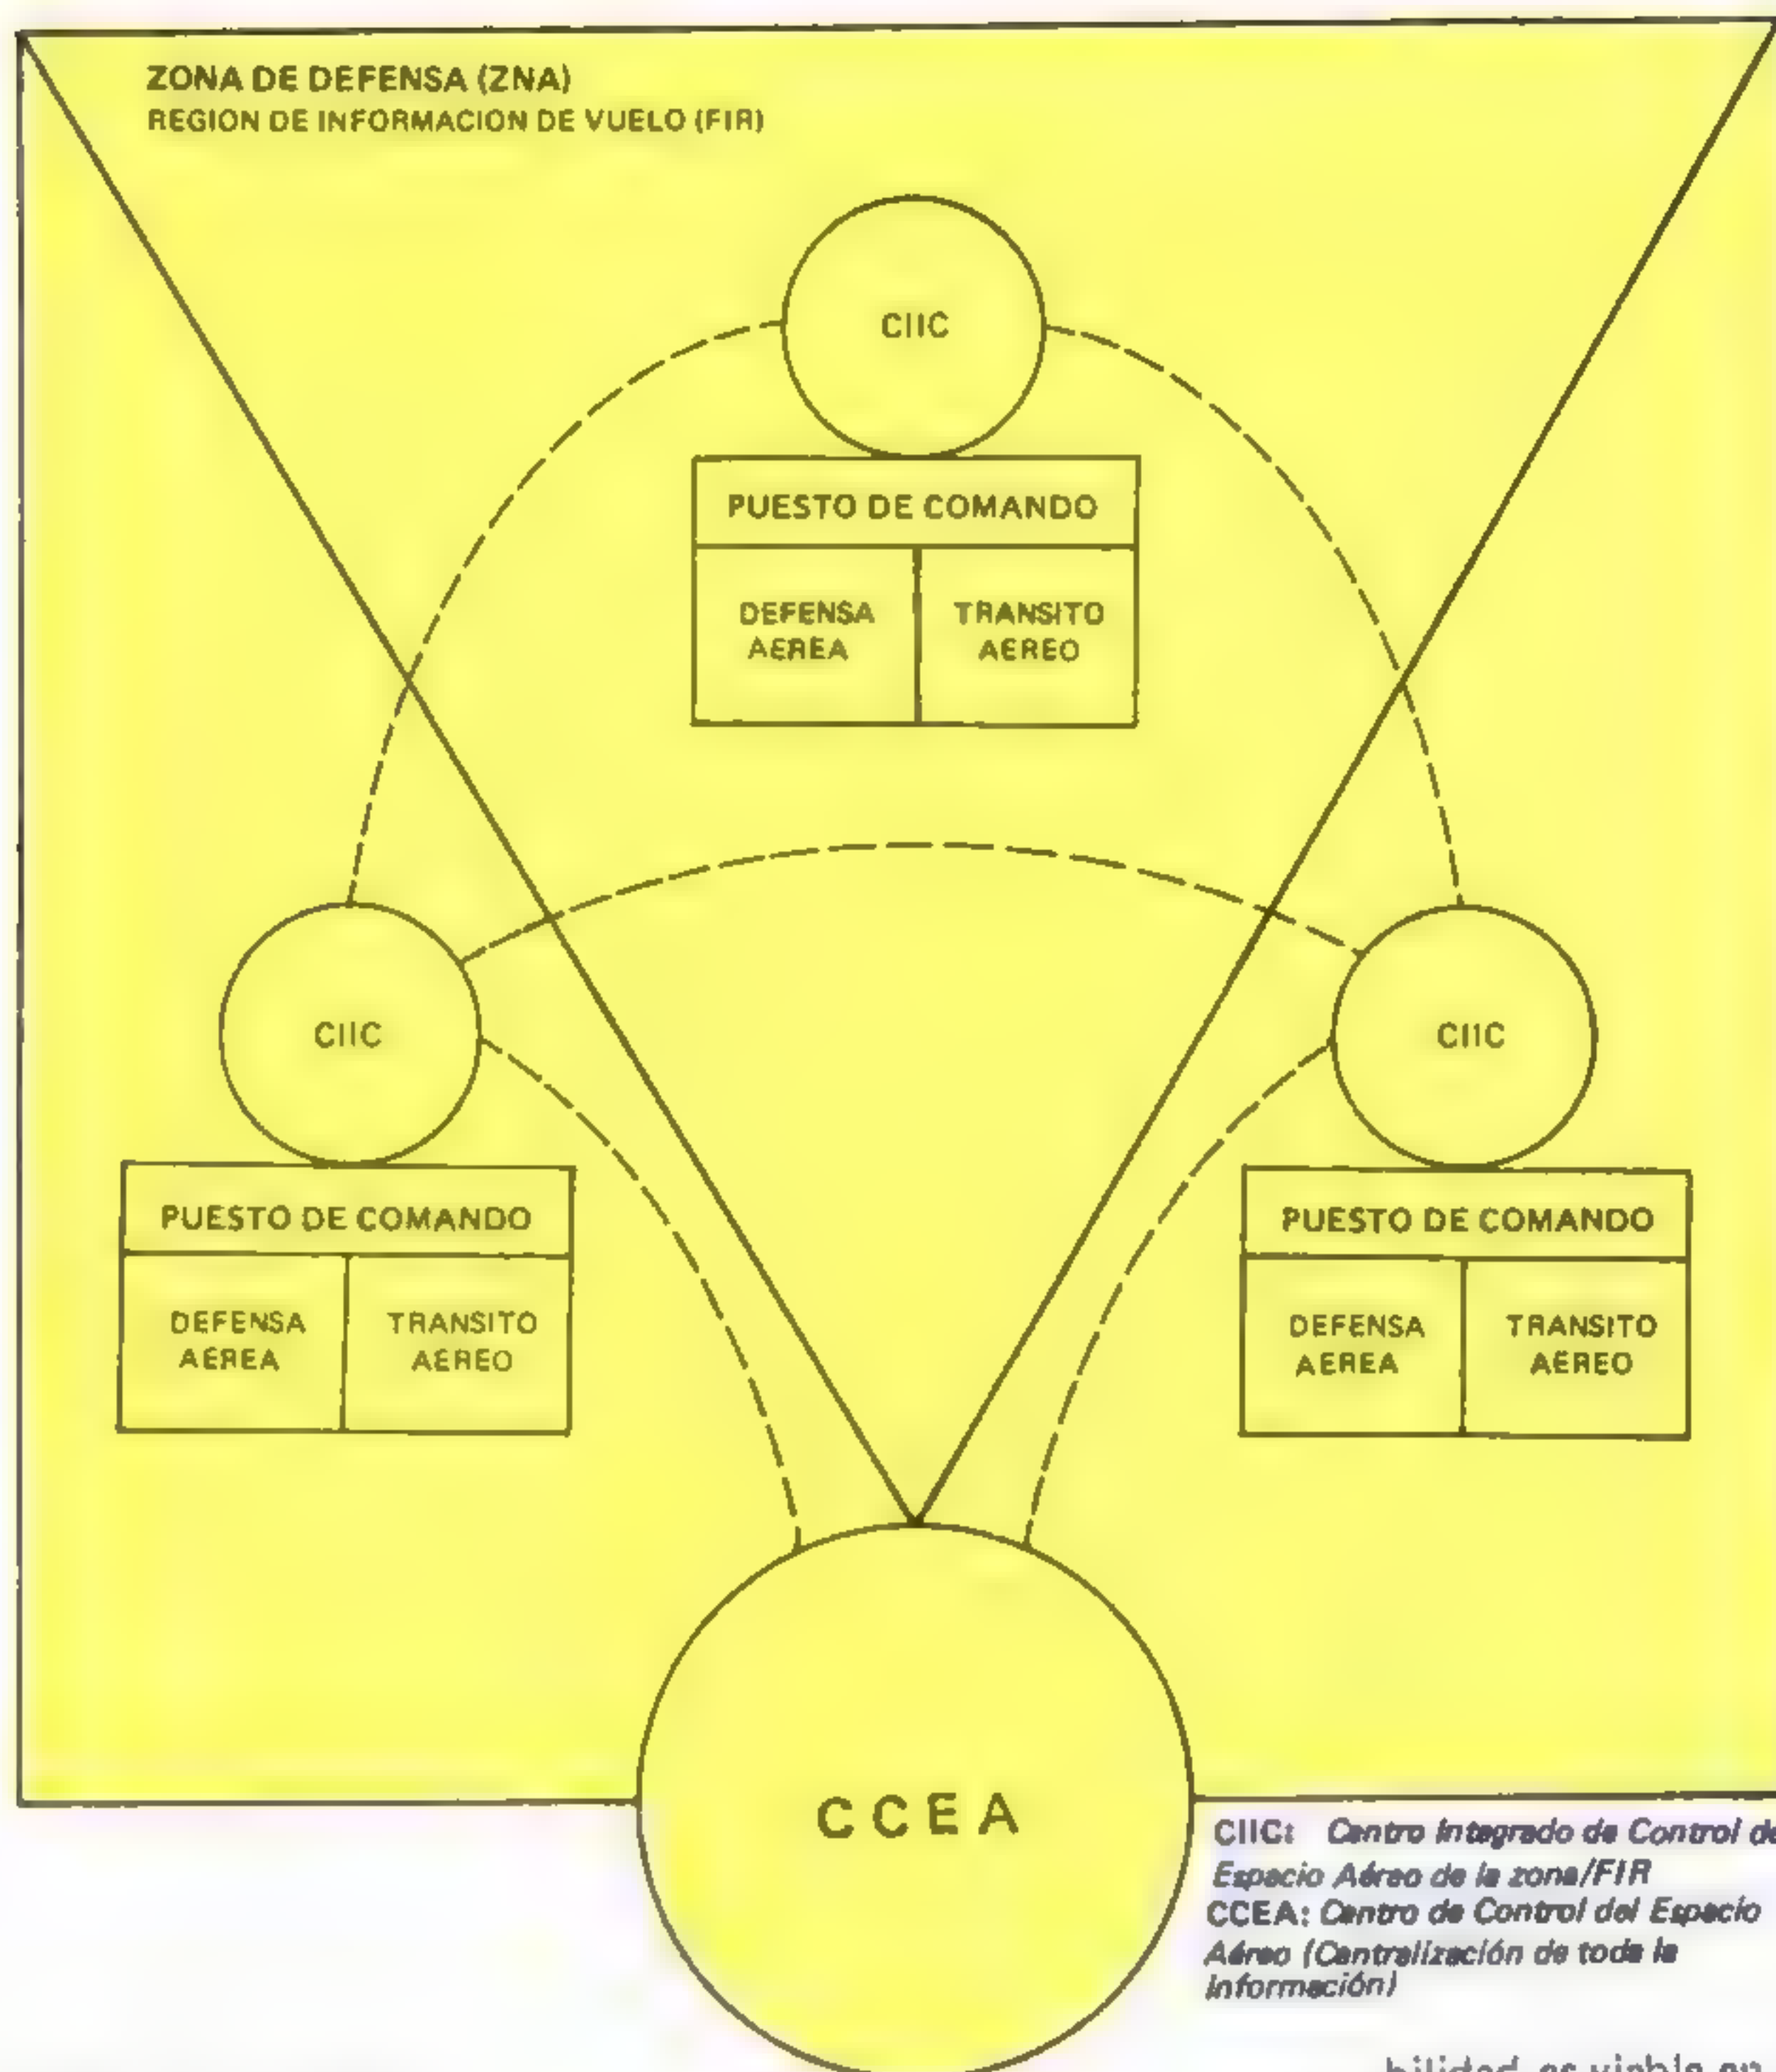 ZONA DE DEFENSA (ZNA)
REGION DE INFORMACION DE VUELO (FIR)
CIIC
PUESTO DE COMANDO
DEFENSA
AEREA
TRANSITO
AEREO
CIIC
PUESTO DE COMANDO
DEFENSA
AEREA
TRANSITO
AEREO
CIIC
PUESTO DE COMANDO
DEFENSA
AEREA
TRANSITO
AEREO
CCEA
CIIC: Centro Integrado de Control de
Espacio Aéreo de la zona/FIR
CCEA: Centro de Control del Espacio
Aéreo (Centralización de toda la
Información)